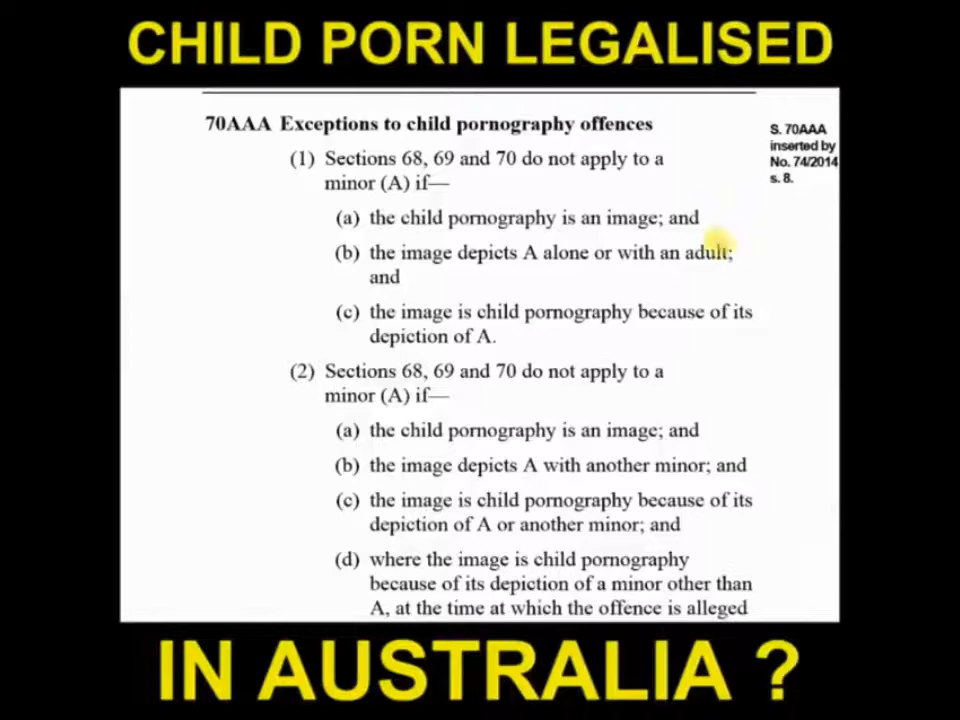 CHILD PORN LEGALISED
70AAA Exceptions to child pornography offences
S. 70AAA
inserted by
No. 74/2014
s. 8.
(1) Sections 68, 69 and 70 do not apply to a
minor (A) if—
(a) the child pornography is an image; and
(b) the image depicts A alone or with an adult;
and
(c) the image is child pornography because of its
depiction of A.
(2) Sections 68, 69 and 70 do not apply to a
minor (A) if—
(a) the child pornography is an image; and
(b) the image depicts A with another minor; and
(c) the image is child pornography because of its
depiction of A or another minor; and
(d) where the image is child pornography
because of its depiction of a minor other than
A, at the time at which the offence is alleged
IN AUSTRALIA ?